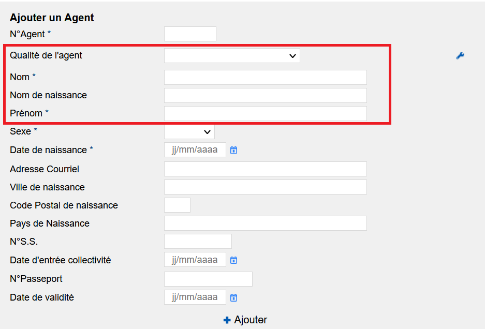 Ajouter un Agent
N°Agent *
Qualité de l'agent
Nom *
Nom de naissance
Prénom *
Sexe *
Date de naissance * jj/mm/aaaa
Adresse Courriel
Ville de naissance
Code Postal de naissance
Pays de Naissance
N°S.S.
Date d'entrée collectivité jj/mm/aaaa
N°Passeport
Date de validité jj/mm/aaaa
+ Ajouter